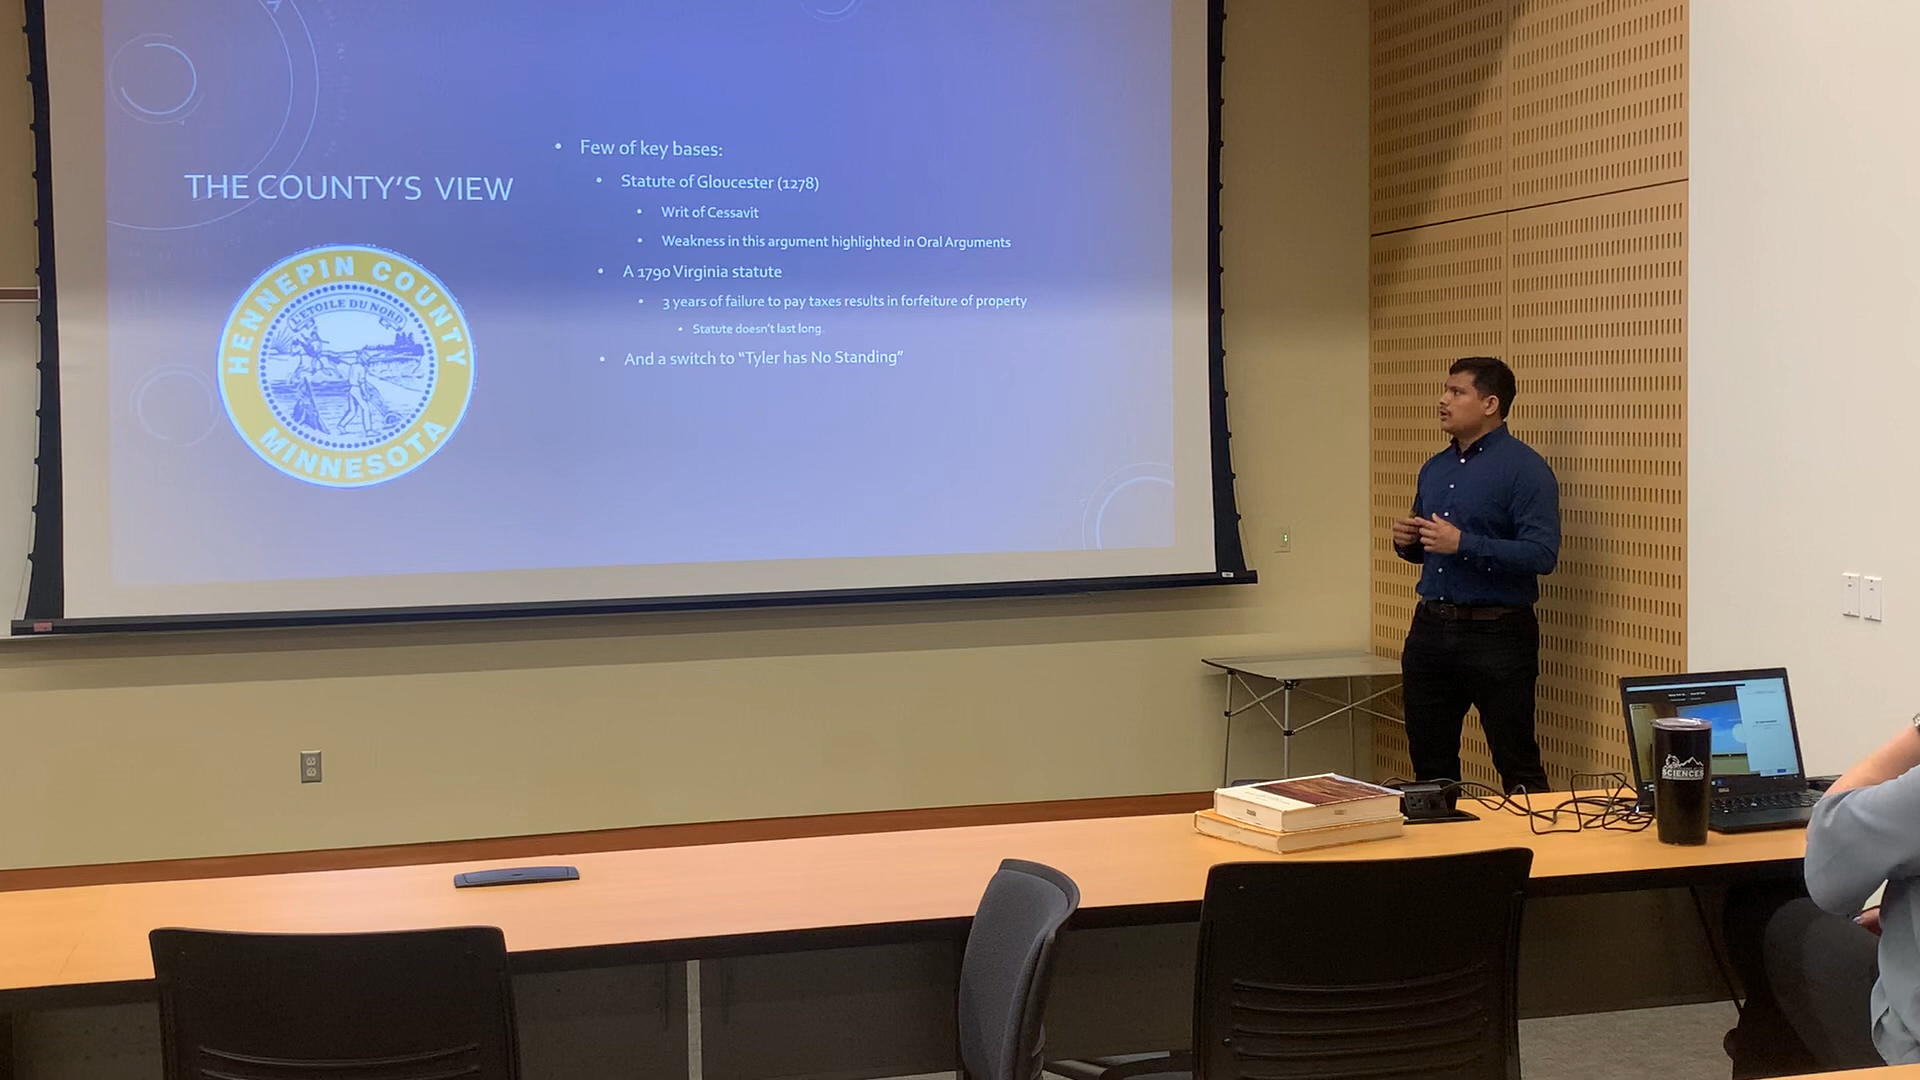 THE COUNTY'S VIEW
HENNEPIN COUNTY
L'ETOILE DU NORD
MINNESOTA
• Few of key bases:
• Statute of Gloucester (1278)
• Writ of Cessavit
• Weakness in this argument highlighted in Oral Arguments
• A 1790 Virginia statute
• 3 years of failure to pay taxes results in forfeiture of property
• Statute doesn't last long.
• And a switch to "Tyler has No Standing"
SCIENCES